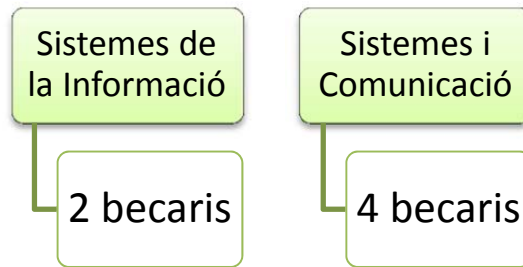 Sistemes de
la Informació
2 becaris
Sistemes i
Comunicació
4 becaris